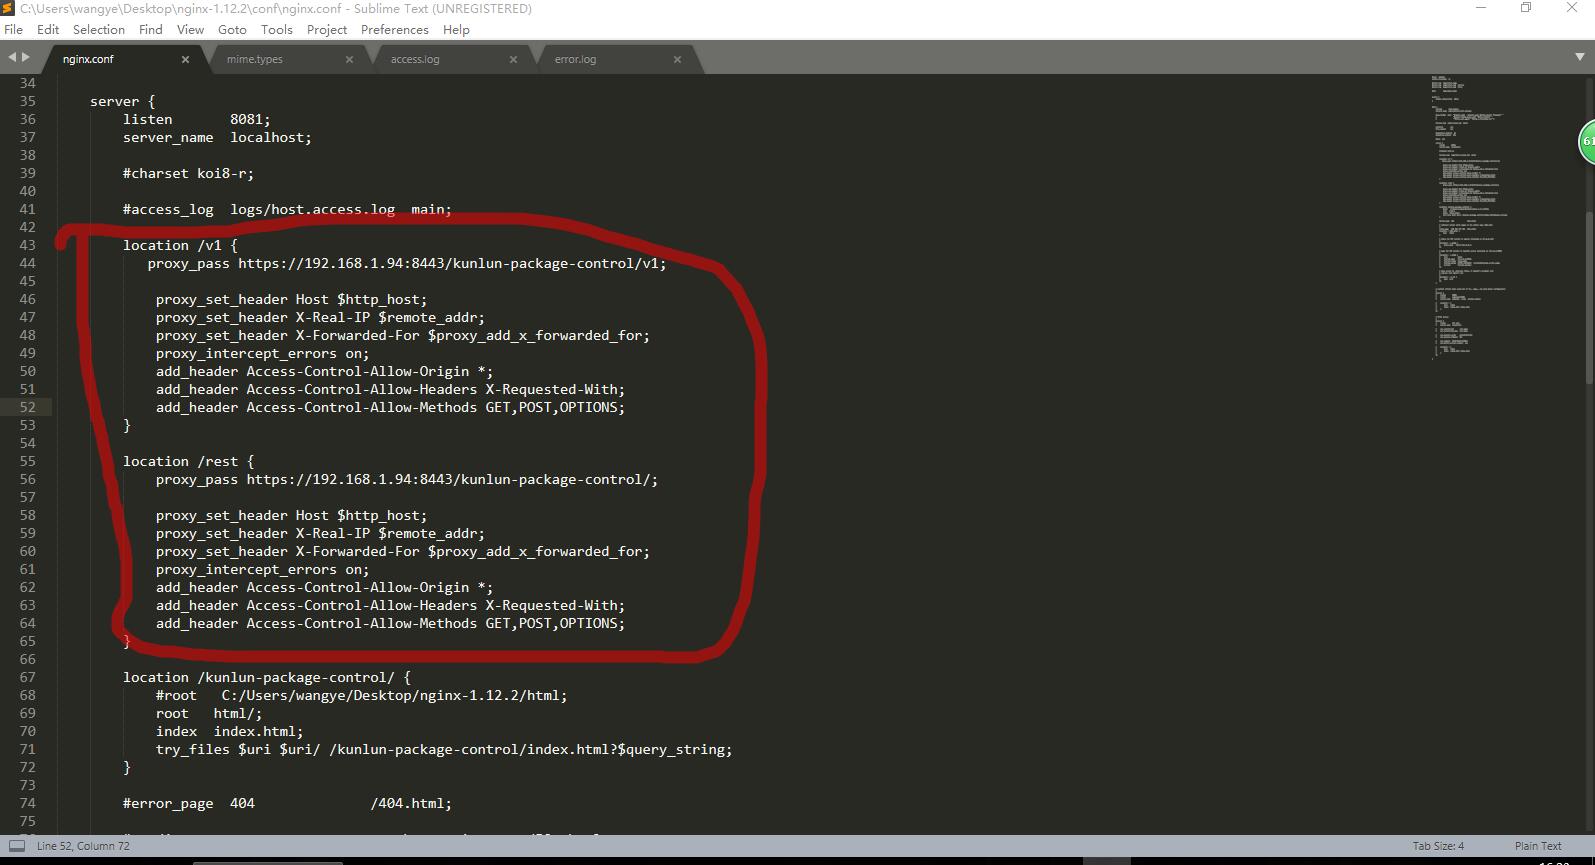 C:\Users\wangye\Desktop\nginx-1.12.2\conf\nginx.conf - Sublime Text (UNREGISTERED)
File Edit Selection Find View Goto Tools Project Preferences Help
nginx.conf × mime.types × access.log × error.log ×
34
35 server {
36 listen 8081;
37 server_name localhost;
38
39 #charset koi8-r;
40
41 #access_log logs/host.access.log main;
42
43 location /v1 {
44 proxy_pass https://192.168.1.94:8443/kunlun-package-control/v1;
45
46 proxy_set_header Host $http_host;
47 proxy_set_header X-Real-IP $remote_addr;
48 proxy_set_header X-Forwarded-For $proxy_add_x_forwarded_for;
49 proxy_intercept_errors on;
50 add_header Access-Control-Allow-Origin *;
51 add_header Access-Control-Allow-Headers X-Requested-With;
52 add_header Access-Control-Allow-Methods GET,POST,OPTIONS;
53 }
54
55 location /rest {
56 proxy_pass https://192.168.1.94:8443/kunlun-package-control/;
57
58 proxy_set_header Host $http_host;
59 proxy_set_header X-Real-IP $remote_addr;
60 proxy_set_header X-Forwarded-For $proxy_add_x_forwarded_for;
61 proxy_intercept_errors on;
62 add_header Access-Control-Allow-Origin *;
63 add_header Access-Control-Allow-Headers X-Requested-With;
64 add_header Access-Control-Allow-Methods GET,POST,OPTIONS;
65 }
66
67 location /kunlun-package-control/ {
68 #root C:/Users/wangye/Desktop/nginx-1.12.2/html;
69 root html/;
70 index index.html;
71 try_files $uri $uri/ /kunlun-package-control/index.html?$query_string;
72 }
73
74 #error_page 404 /404.html;
75
61
Line 52, Column 72 Tab Size: 4 Plain Text